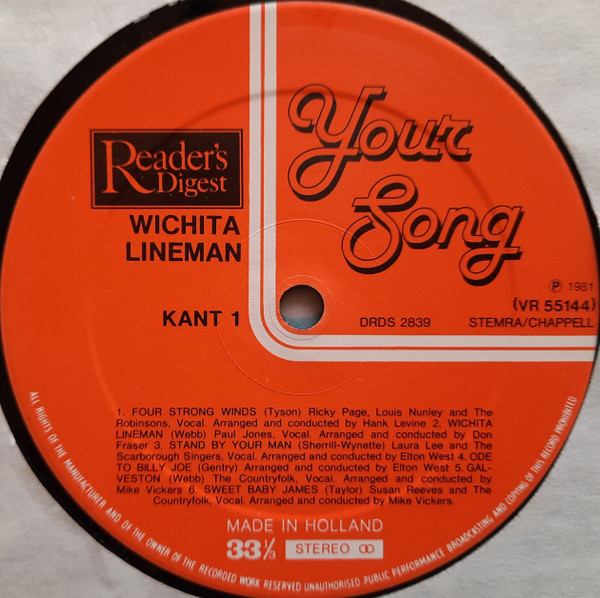 Your
Song
Reader's
Digest
WICHITA
LINEMAN
KANT 1
DRDS 2839
℗ 1981
(VR 55144)
STEMRA/CHAPPELL
1. FOUR STRONG WINDS (Tyson) Ricky Page, Louis Nunley and The
Robinsons, Vocal. Arranged and conducted by Hank Levine 2. WICHITA
LINEMAN (Webb) Paul Jones, Vocal. Arranged and conducted by Don
Fraser 3. STAND BY YOUR MAN (Sherrill-Wynette) Laura Lee and The
Scarborough Singers, Vocal. Arranged and conducted by Elton West 4. ODE
TO BILLY JOE (Gentry) Arranged and conducted by Elton West 5. GAL-
VESTON (Webb) The Countryfolk, Vocal. Arranged and conducted by
Mike Vickers 6. SWEET BABY JAMES (Taylor) Susan Reeves and The
Countryfolk, Vocal. Arranged and conducted by Mike Vickers.
MADE IN HOLLAND
33⅓ STEREO
ALL RIGHTS OF THE MANUFACTURER AND OF THE OWNER OF THE RECORDED WORK RESERVED UNAUTHORISED PUBLIC PERFORMANCE BROADCASTING AND COPYING OF THIS RECORD PROHIBITED